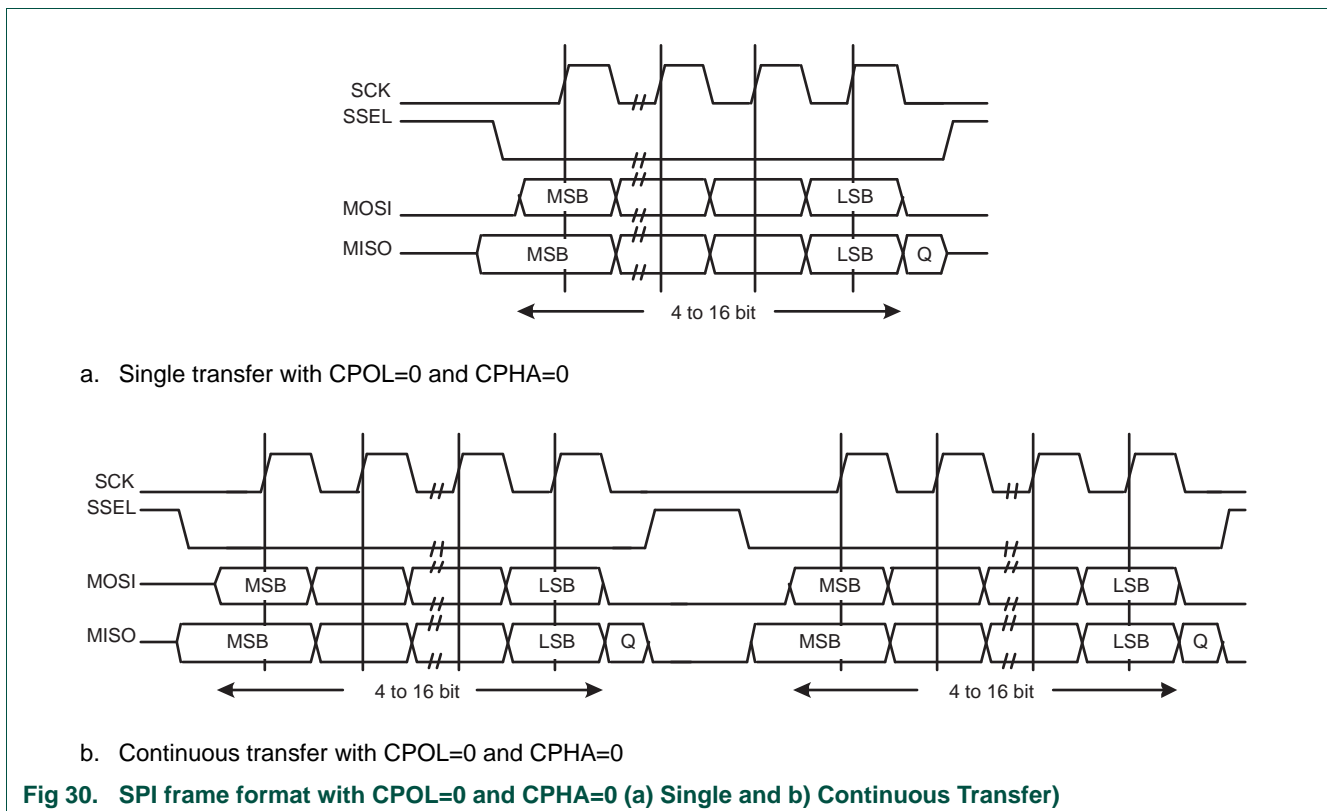 SCK
SSEL
MOSI
MSB
LSB
MISO
MSB
LSB
Q
4 to 16 bit
a. Single transfer with CPOL=0 and CPHA=0
SCK
SSEL
MOSI
MSB
LSB
MSB
LSB
MISO
MSB
LSB
Q
MSB
LSB
Q
4 to 16 bit
4 to 16 bit
b. Continuous transfer with CPOL=0 and CPHA=0
Fig 30. SPI frame format with CPOL=0 and CPHA=0 (a) Single and b) Continuous Transfer)